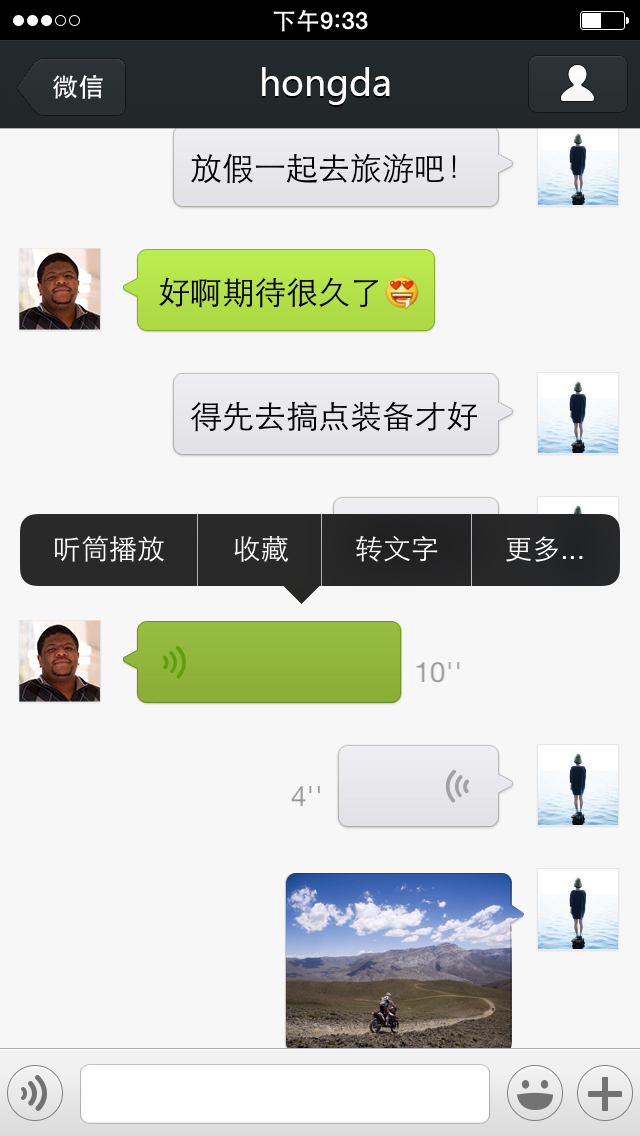 下午9:33
微信
hongda
放假一起去旅游吧！
好啊期待很久了😍
得先去搞点装备才好
听筒播放
收藏
转文字
更多...
10''
4''